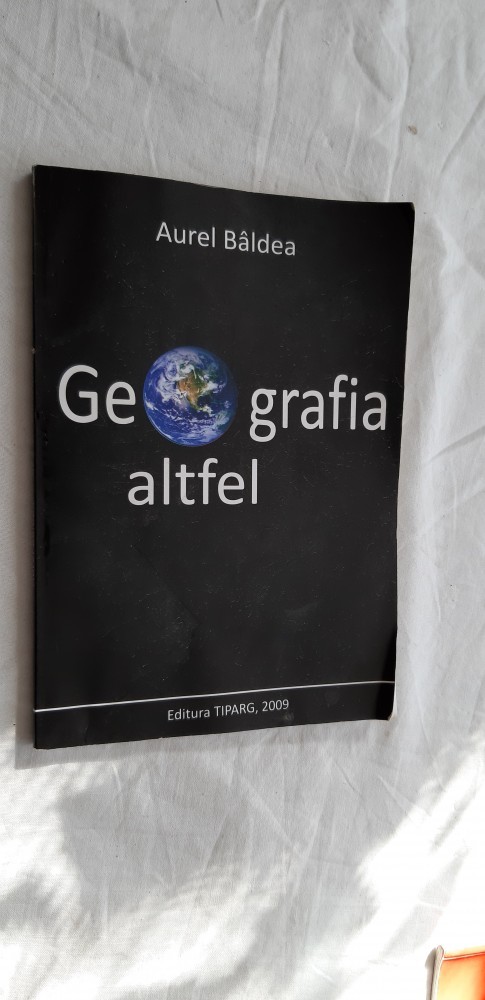 Aurel Bâldea
Ge grafia
altfel
Editura TIPARG, 2009